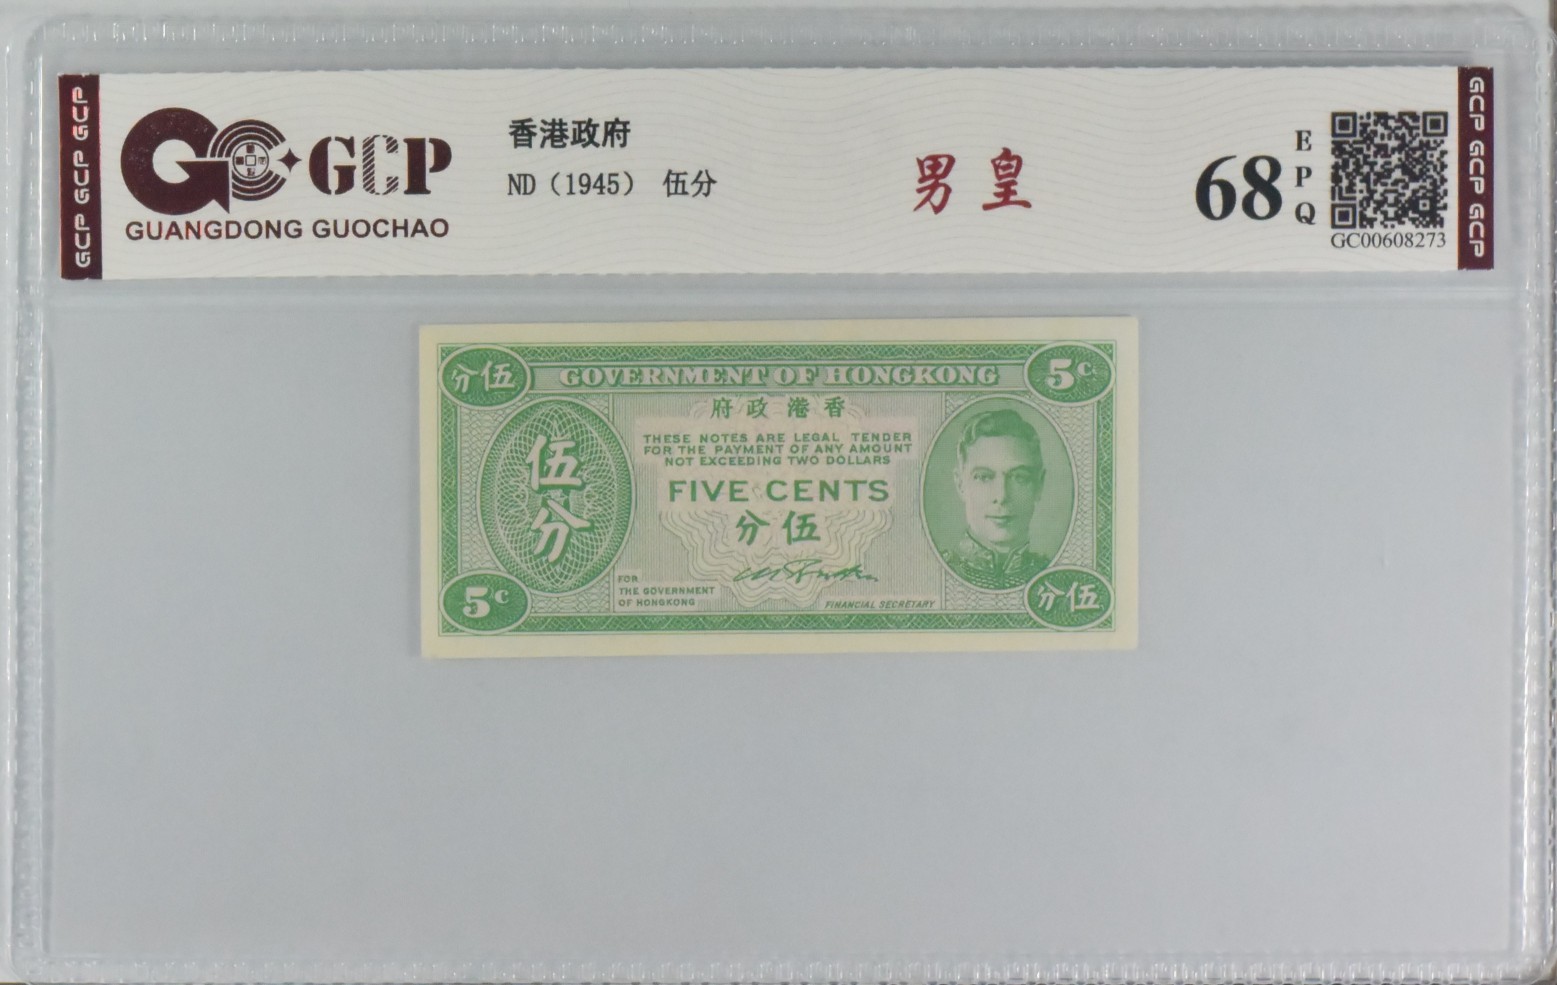 GCP GCP GCP
GCP
GUANGDONG GUOCHAO
香港政府
ND（1945） 伍分
男皇
68
E
P
Q
GC00608273
GCP GCP GCP
分伍
GOVERNMENT OF HONGKONG
5c
府政港香
THESE NOTES ARE LEGAL TENDER
FOR THE PAYMENT OF ANY AMOUNT
NOT EXCEEDING TWO DOLLARS
伍分
FIVE CENTS
分伍
FOR
THE GOVERNMENT
OF HONGKONG
FINANCIAL SECRETARY
5c
分伍